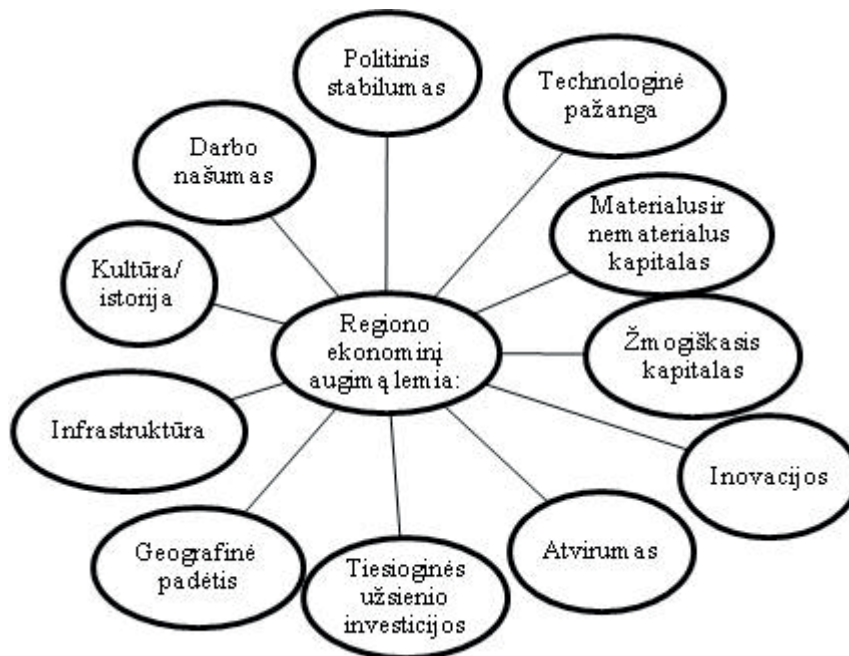 Politinis
stabilumas
Technologinė
pažanga
Darbo
našumas
Materialus ir
nematerialus
kapitalas
Kultūra/
istorija
Regiono
ekonominį
augimą lemia:
Žmogiškasis
kapitalas
Infrastruktūra
Inovacijos
Geografinė
padėtis
Tiesioginės
užsienio
investicijos
Atvirumas